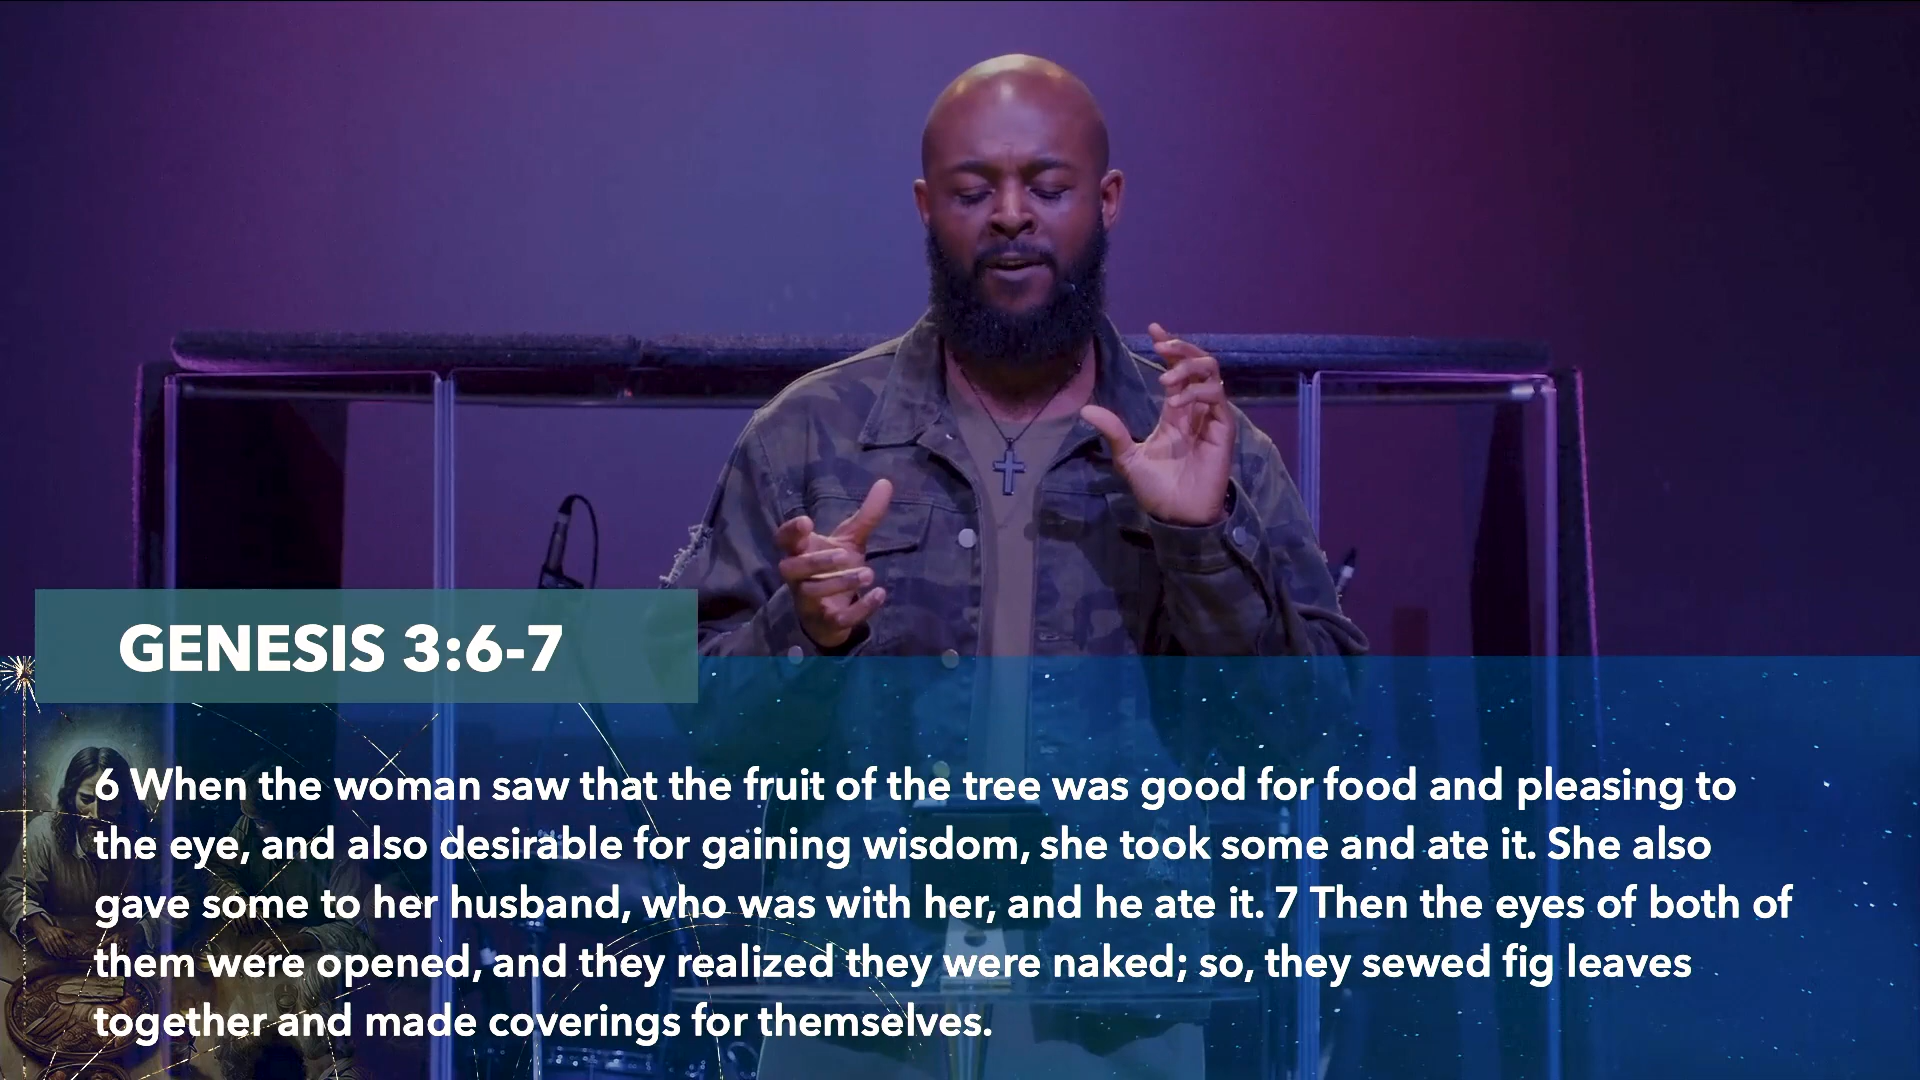 GENESIS 3:6-7
6 When the woman saw that the fruit of the tree was good for food and pleasing to
the eye, and also desirable for gaining wisdom, she took some and ate it. She also
gave some to her husband, who was with her, and he ate it. 7 Then the eyes of both of
them were opened, and they realized they were naked; so, they sewed fig leaves
together and made coverings for themselves.